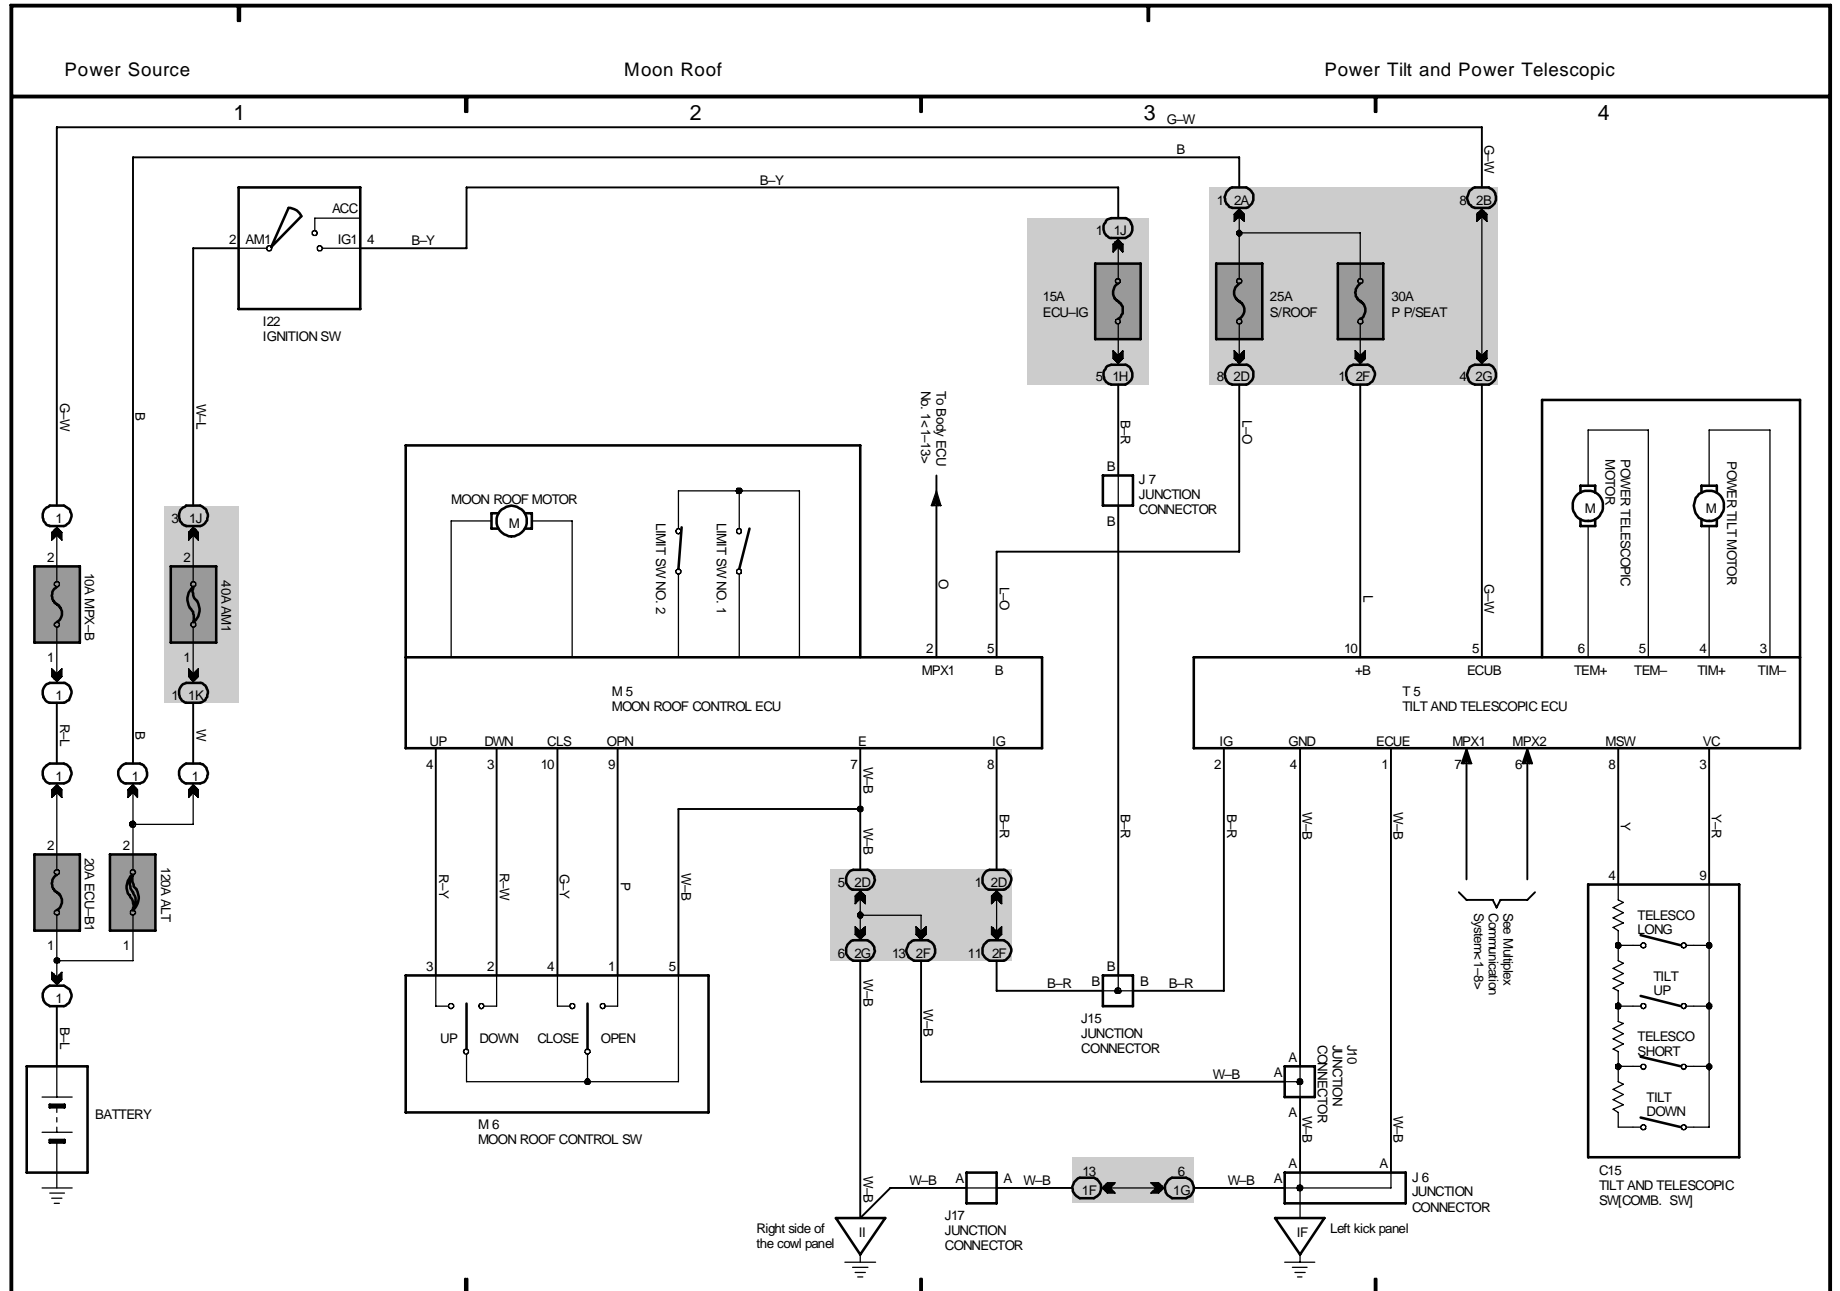 Power Source
Moon Roof
Power Tilt and Power Telescopic
1
2
3
4
G–W
B
B–Y
G–W
ACC
2
AM1
IG1
4
B–Y
I22
IGNITION SW
1
1J
15A
ECU–IG
5
1H
1
2A
8
2B
25A
S/ROOF
30A
P P/SEAT
8
2D
1
2F
4
2G
G–W
B
W–L
To Body ECU
No. 1<1–13>
B–R
L–O
B
J 7
JUNCTION
CONNECTOR
B
1
3
1J
2
10A MPX–B
1
1
2
40A AM1
1
1
1K
R–L
B
W
1
1
1
2
20A ECU–B1
1
2
120A ALT
1
1
B–L
BATTERY
MOON ROOF MOTOR
M
LIMIT SW NO. 2
LIMIT SW NO. 1
O
L–O
L
G–W
POWER TELESCOPIC
MOTOR
M
POWER TILT MOTOR
M
2
5
MPX1
B
M 5
MOON ROOF CONTROL ECU
UP
DWN
CLS
OPN
E
IG
4
3
10
9
7
8
10
5
6
5
4
3
+B
ECUB
TEM+
TEM–
TIM+
TIM–
T 5
TILT AND TELESCOPIC ECU
IG
GND
ECUE
MPX1
MPX2
MSW
VC
2
4
1
7
6
8
3
W–B
W–B
B–R
B–R
B–R
W–B
W–B
Y
Y–R
R–Y
R–W
G–Y
P
W–B
5
2D
1
2D
6
2G
13
2F
11
2F
See Multiplex
Communication
System<1–8>
4
9
TELESCO
LONG
TILT
UP
TELESCO
SHORT
TILT
DOWN
C15
TILT AND TELESCOPIC
SW[COMB. SW]
3
2
4
1
5
UP
DOWN
CLOSE
OPEN
M 6
MOON ROOF CONTROL SW
W–B
W–B
B–R
B
B
B
B–R
J15
JUNCTION
CONNECTOR
W–B
A
A
A
J10
JUNCTION
CONNECTOR
W–B
W–B
W–B
W–B
A
A
W–B
13
1F
6
1G
W–B
A
A
A
J 6
JUNCTION
CONNECTOR
J17
JUNCTION
CONNECTOR
Right side of
the cowl panel
II
IF
Left kick panel